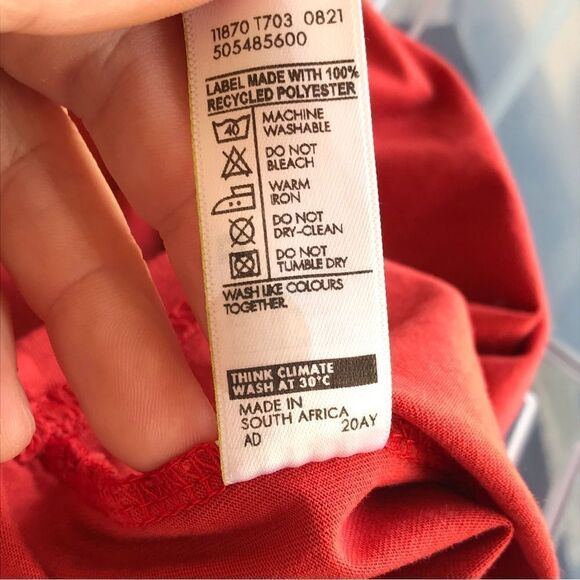 11870 T703 0821
505485600
LABEL MADE WITH 100%
RECYCLED POLYESTER
40
MACHINE
WASHABLE
DO NOT
BLEACH
WARM
IRON
DO NOT
DRY-CLEAN
DO NOT
TUMBLE DRY
WASH LIKE COLOURS
TOGETHER.
THINK CLIMATE
WASH AT 30°C
MADE IN
SOUTH AFRICA
AD 20AY